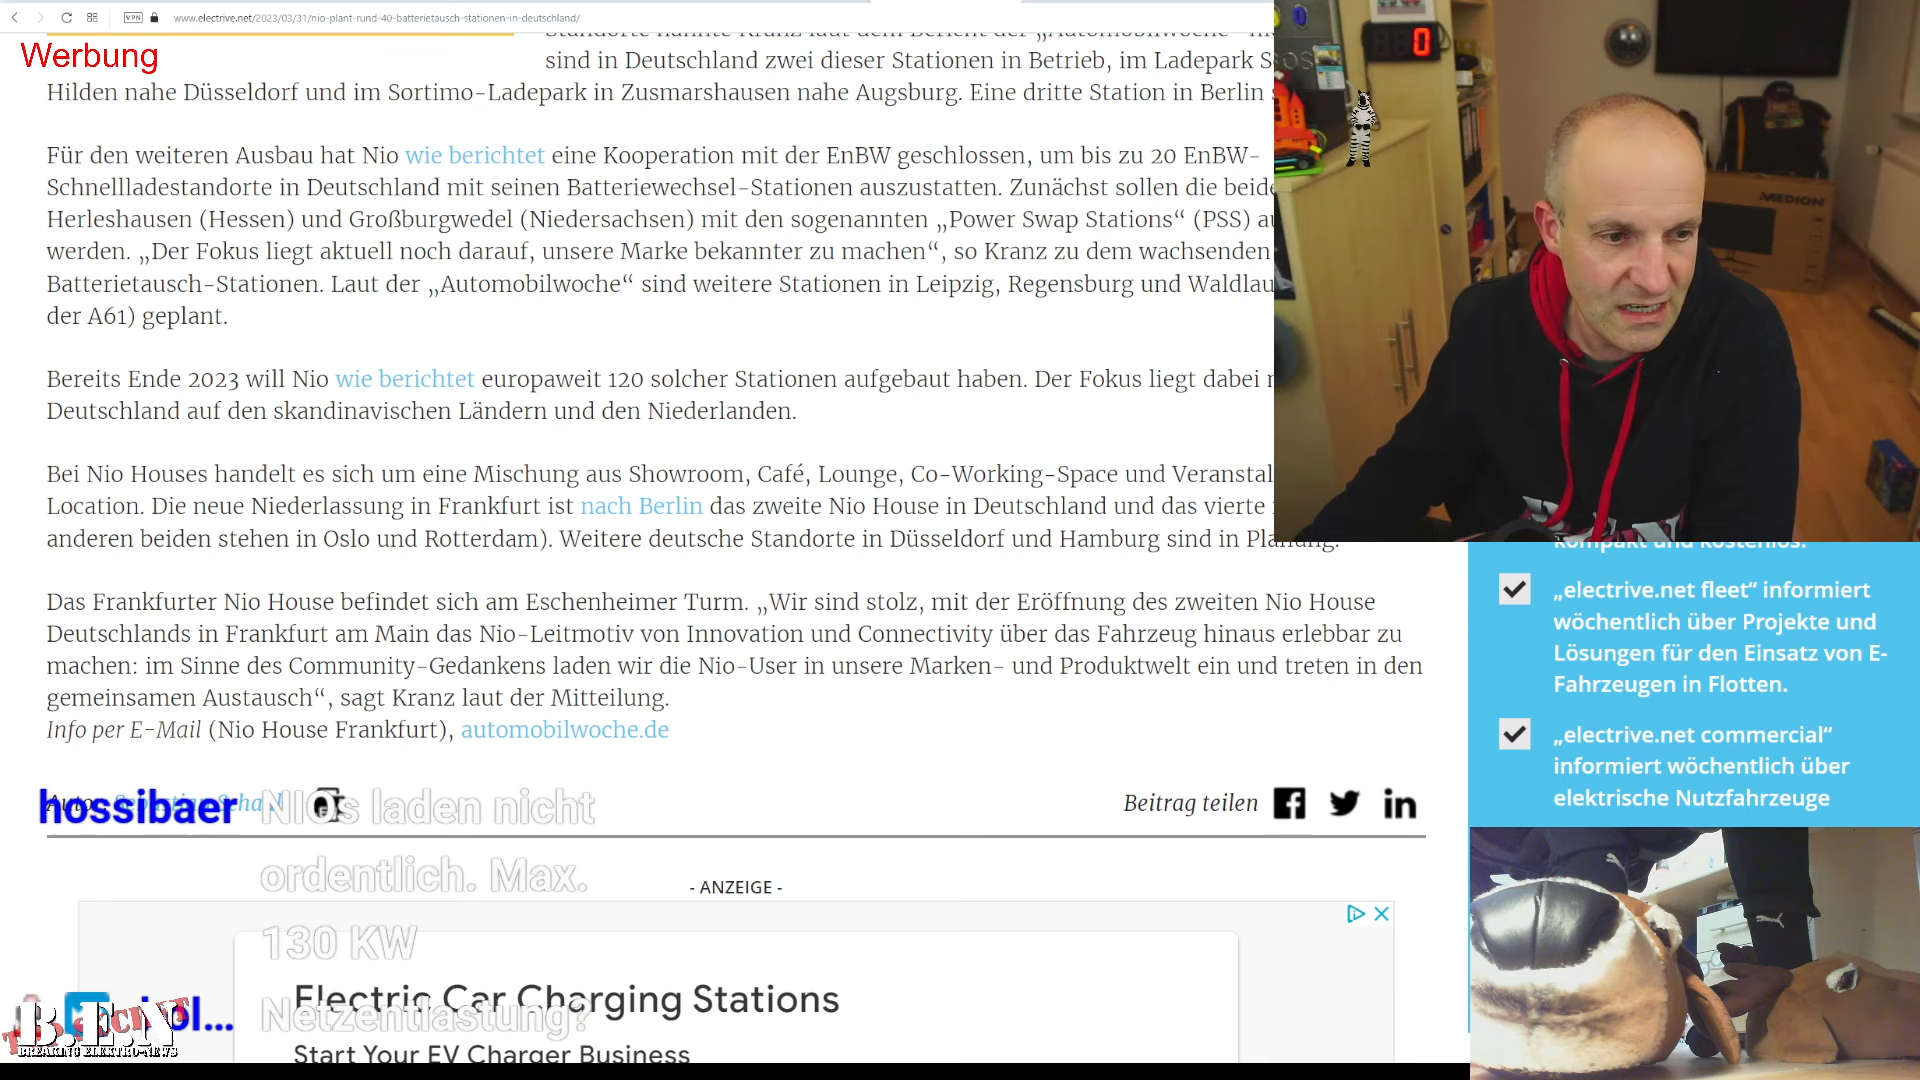 VPN www.electrive.net/2023/03/31/nio-plant-rund-40-batterietausch-stationen-in-deutschland/
Werbung
sind in Deutschland zwei dieser Stationen in Betrieb, im Ladepark
Hilden nahe Düsseldorf und im Sortimo-Ladepark in Zusmarshausen nahe Augsburg. Eine dritte Station in Berlin
Für den weiteren Ausbau hat Nio wie berichtet eine Kooperation mit der EnBW geschlossen, um bis zu 20 EnBW-
Schnellladestandorte in Deutschland mit seinen Batteriewechsel-Stationen auszustatten. Zunächst sollen die
Herleshausen (Hessen) und Großburgwedel (Niedersachsen) mit den sogenannten „Power Swap Stations“ (PSS)
werden. „Der Fokus liegt aktuell noch darauf, unsere Marke bekannter zu machen“, so Kranz zu dem wachsenden
Batterietausch-Stationen. Laut der „Automobilwoche“ sind weitere Stationen in Leipzig, Regensburg und
der A61) geplant.
Bereits Ende 2023 will Nio wie berichtet europaweit 120 solcher Stationen aufgebaut haben. Der Fokus liegt dabei
Deutschland auf den skandinavischen Ländern und den Niederlanden.
Bei Nio Houses handelt es sich um eine Mischung aus Showroom, Café, Lounge, Co-Working-Space und
Location. Die neue Niederlassung in Frankfurt ist nach Berlin das zweite Nio House in Deutschland und das vierte
anderen beiden stehen in Oslo und Rotterdam). Weitere deutsche Standorte in Düsseldorf und Hamburg sind in Planung.
Das Frankfurter Nio House befindet sich am Eschenheimer Turm. „Wir sind stolz, mit der Eröffnung des zweiten Nio House
Deutschlands in Frankfurt am Main das Nio-Leitmotiv von Innovation und Connectivity über das Fahrzeug hinaus erlebbar zu
machen: im Sinne des Community-Gedankens laden wir die Nio-User in unsere Marken- und Produktwelt ein und treten in den
gemeinsamen Austausch“, sagt Kranz laut der Mitteilung.
Info per E-Mail (Nio House Frankfurt), automobilwoche.de
hossibaer NIOs laden nicht
ordentlich. Max.
130 KW
Netzentlastung?
Beitrag teilen
- ANZEIGE -
Electric Car Charging Stations
Start Your EV Charger Business
B.E.N
BREAKING ELEKTRO-NEWS
0
MEDION
kompakt und kostenlos.
„electrive.net fleet“ informiert
wöchentlich über Projekte und
Lösungen für den Einsatz von E-
Fahrzeugen in Flotten.
„electrive.net commercial“
informiert wöchentlich über
elektrische Nutzfahrzeuge